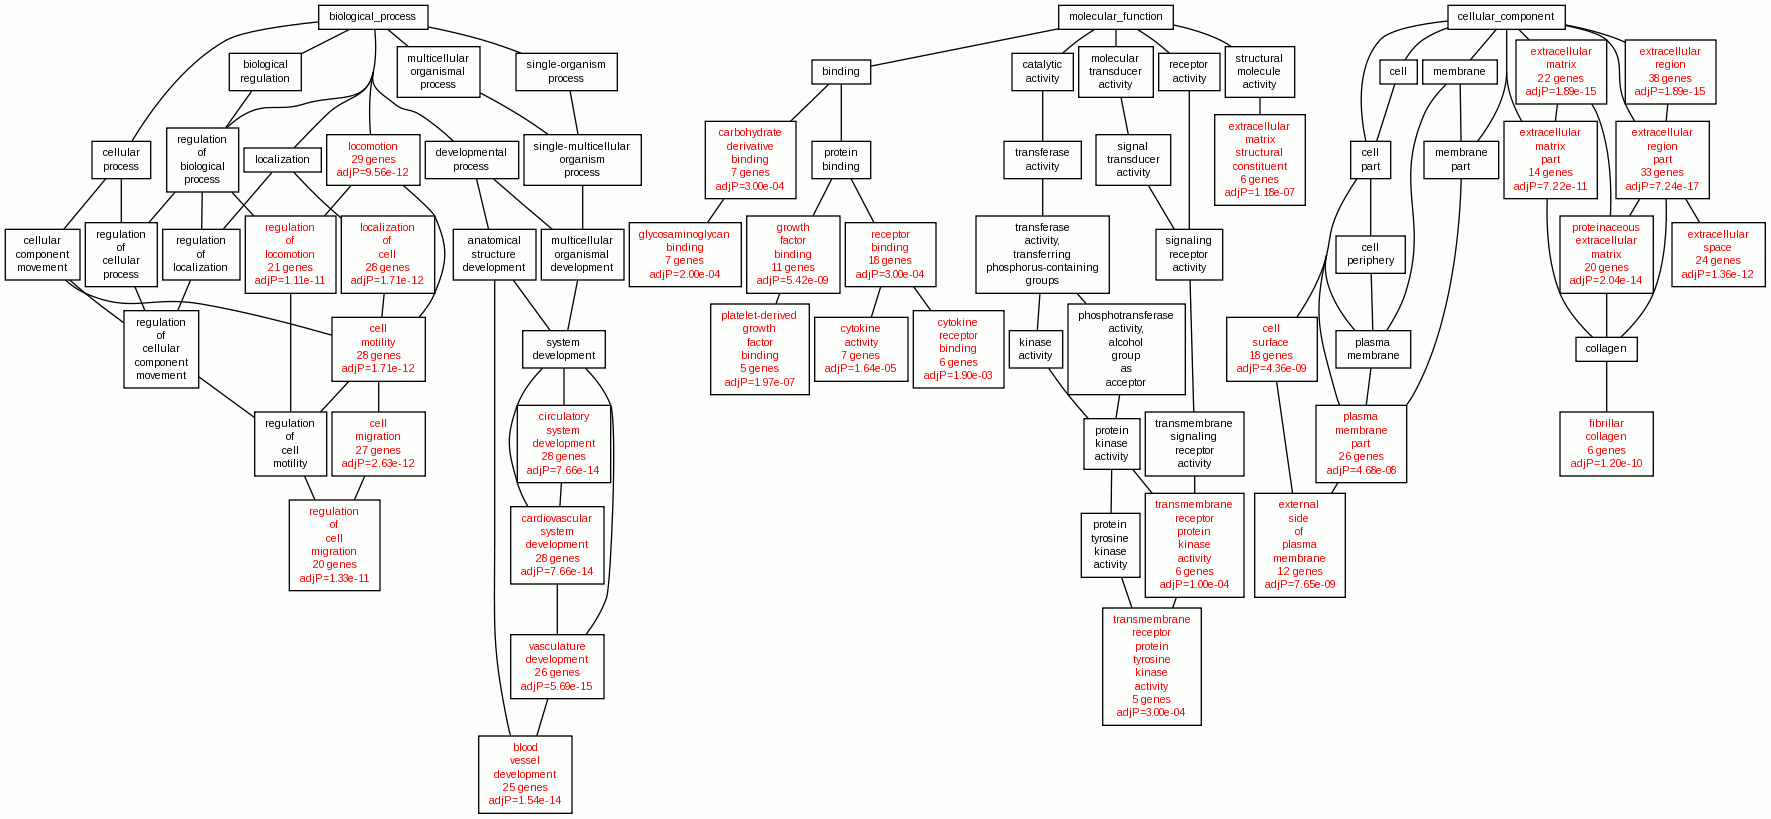 biological_process
biological
regulation
multicellular
organismal
process
single-organism
process
cellular
process
regulation
of
biological
process
localization
locomotion
29 genes
adjP=9.56e-12
developmental
process
single-multicellular
organism
process
cellular
component
movement
regulation
of
cellular
process
regulation
of
localization
regulation
of
locomotion
21 genes
adjP=1.11e-11
localization
of
cell
28 genes
adjP=1.71e-12
anatomical
structure
development
multicellular
organismal
development
regulation
of
cellular
component
movement
cell
motility
28 genes
adjP=1.71e-12
system
development
regulation
of
cell
motility
cell
migration
27 genes
adjP=2.63e-12
circulatory
system
development
28 genes
adjP=7.66e-14
regulation
of
cell
migration
20 genes
adjP=1.33e-11
cardiovascular
system
development
28 genes
adjP=7.66e-14
vasculature
development
26 genes
adjP=5.69e-15
blood
vessel
development
25 genes
adjP=1.54e-14
molecular_function
binding
catalytic
activity
molecular
transducer
activity
receptor
activity
structural
molecule
activity
carbohydrate
derivative
binding
7 genes
adjP=3.00e-04
protein
binding
transferase
activity
signal
transducer
activity
extracellular
matrix
structural
constituent
6 genes
adjP=1.18e-07
glycosaminoglycan
binding
7 genes
adjP=2.00e-04
growth
factor
binding
11 genes
adjP=5.42e-09
receptor
binding
18 genes
adjP=3.00e-04
transferase
activity,
transferring
phosphorus-containing
groups
signaling
receptor
activity
platelet-derived
growth
factor
binding
5 genes
adjP=1.97e-07
cytokine
activity
7 genes
adjP=1.64e-05
cytokine
receptor
binding
6 genes
adjP=1.90e-03
kinase
activity
phosphotransferase
activity,
alcohol
group
as
acceptor
protein
kinase
activity
transmembrane
signaling
receptor
activity
protein
tyrosine
kinase
activity
transmembrane
receptor
protein
kinase
activity
6 genes
adjP=1.00e-04
transmembrane
receptor
protein
tyrosine
kinase
activity
5 genes
adjP=3.00e-04
cellular_component
cell
membrane
extracellular
matrix
22 genes
adjP=1.89e-15
extracellular
region
38 genes
adjP=1.89e-15
cell
part
membrane
part
extracellular
matrix
part
14 genes
adjP=7.22e-11
extracellular
region
part
33 genes
adjP=7.24e-17
cell
periphery
proteinaceous
extracellular
matrix
20 genes
adjP=2.04e-14
extracellular
space
24 genes
adjP=1.36e-12
cell
surface
18 genes
adjP=4.36e-09
plasma
membrane
collagen
plasma
membrane
part
26 genes
adjP=4.68e-08
fibrillar
collagen
6 genes
adjP=1.20e-10
external
side
of
plasma
membrane
12 genes
adjP=7.65e-09